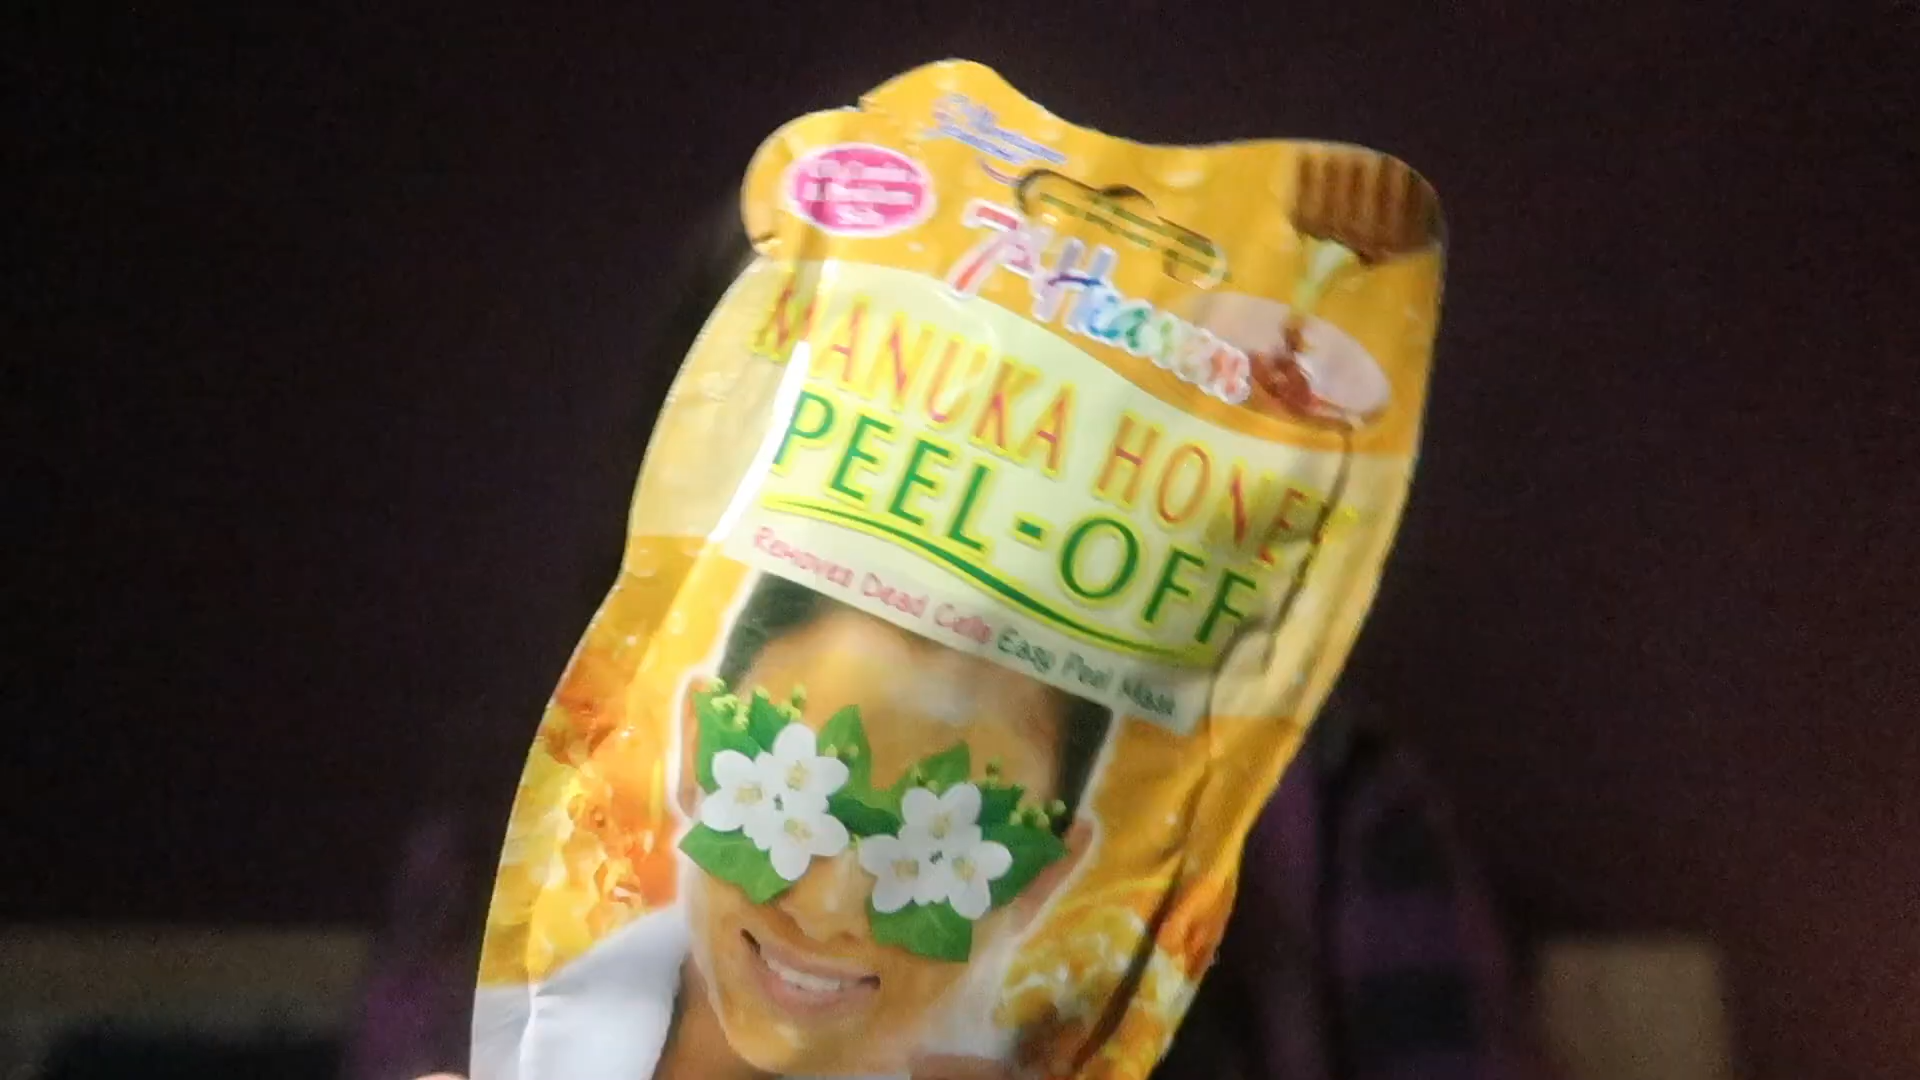 7th Heaven
MANUKA HONEY
PEEL-OFF
Removes Dead Cells Easy Peel Mask